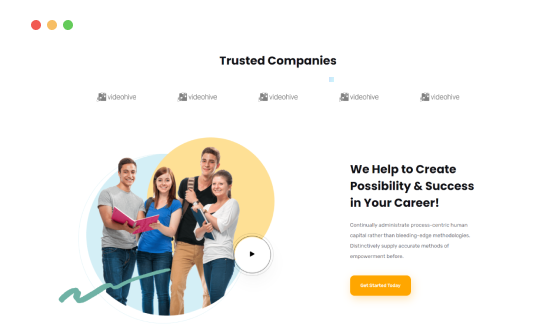 Trusted Companies
videohive videohive videohive videohive videohive
We Help to Create
Possibility & Success
in Your Career!
Continually administrate process-centric human
capital rather than bleeding-edge methodologies.
Distinctively supply accurate methods of
empowerment before.
Get Started Today